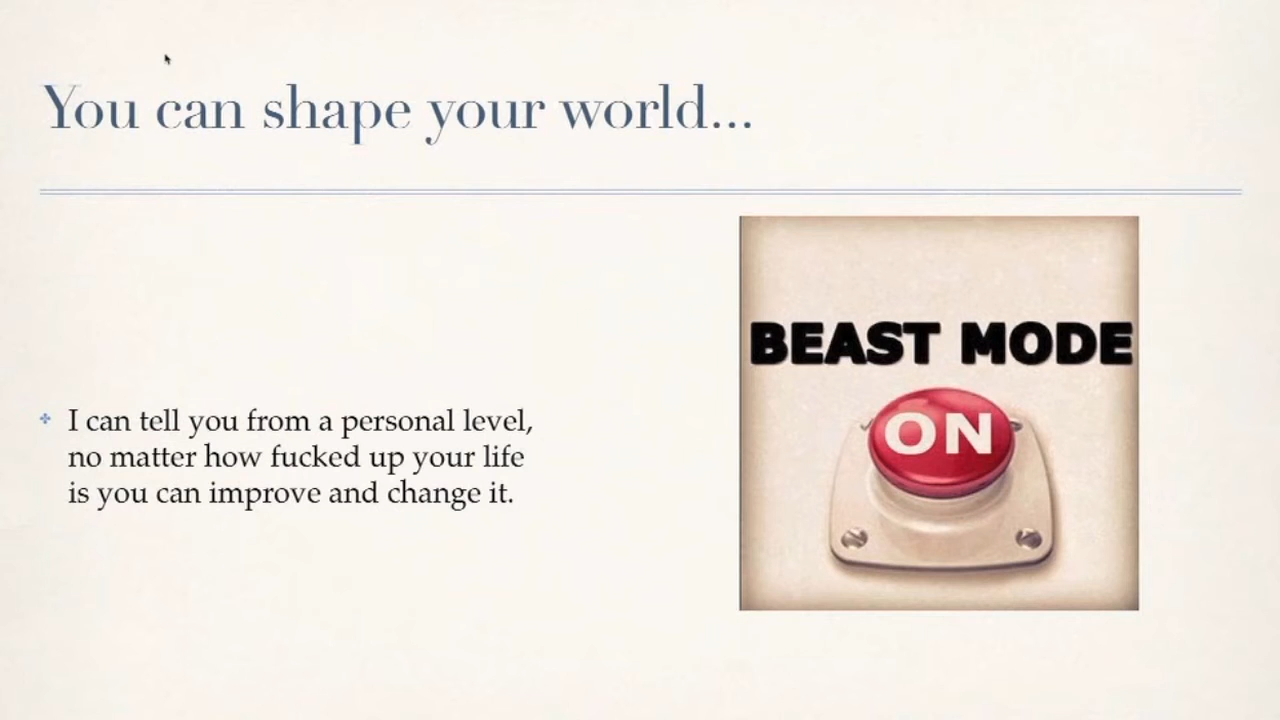 You can shape your world...
I can tell you from a personal level,
no matter how fucked up your life
is you can improve and change it.
BEAST MODE
ON